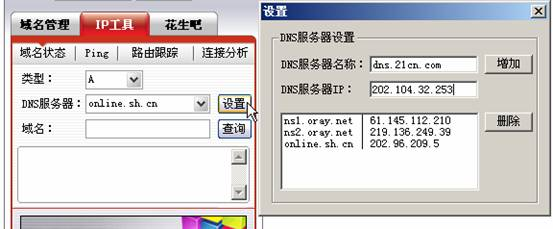 域名管理 IP工具 花生吧
域名状态 Ping 路由跟踪 连接分析
类型： A
DNS服务器： online.sh.cn 设置
域名： 查询
设置
DNS服务器设置
DNS服务器名称： dns.21cn.com 增加
DNS服务器IP： 202.104.32.253
ns1.oray.net 61.145.112.210 删除
ns2.oray.net 219.136.249.39
online.sh.cn 202.96.209.5